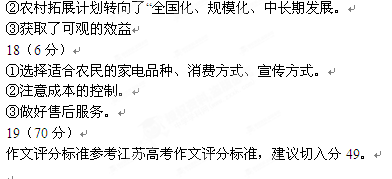 ②农村拓展计划转向了“全国化、规模化、中长期发展。
③获取了可观的效益
18（6分）
①选择适合农民的家电品种、消费方式、宣传方式。
②注意成本的控制。
③做好售后服务。
19（70分）
作文评分标准参考江苏高考作文评分标准，建议切入分 49。